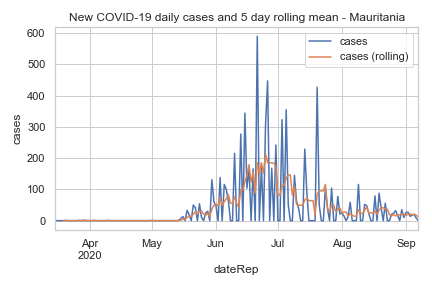 New COVID-19 daily cases and 5 day rolling mean - Mauritania
cases
cases (rolling)
600
500
400
300
200
100
0
cases
Apr
2020
May
Jun
Jul
Aug
Sep
dateRep